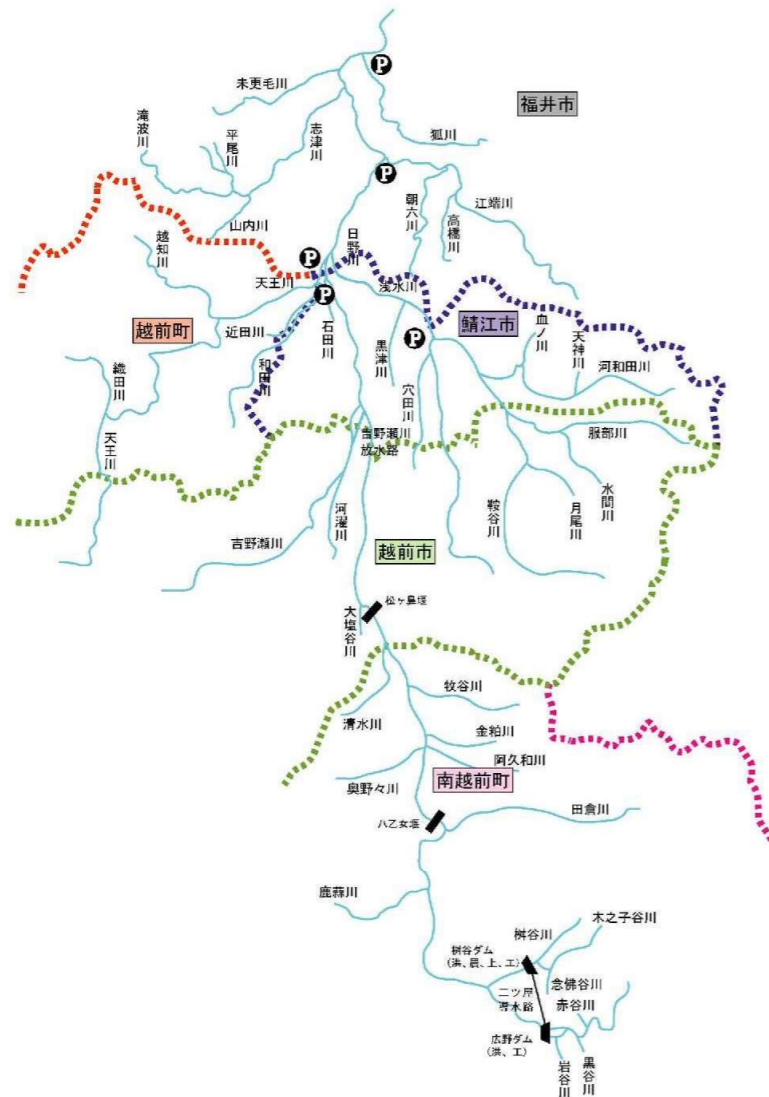 未更毛川
P
福井市
滝波川
平尾川
志津川
狐川
P
朝六川
高橋川
江端川
山内川
越知川
日野川
P
天王川
浅水川
P
越前町
近田川
石田川
黒津川
P
鯖江市
血ノ川
天神川
河和田川
織田川
和田川
穴田川
天王川
吉野瀬川
放水路
服部川
河濯川
鞍谷川
月尾川
水間川
吉野瀬川
越前市
松ヶ鼻堰
大塩谷川
牧谷川
清水川
金粕川
阿久和川
奥野々川
南越前町
八乙女堰
田倉川
鹿蒜川
桝谷川
木之子谷川
桝谷ダム
(洪、農、上、工)
念佛谷川
二ツ屋
導水路
赤谷川
広野ダム
(洪、工)
岩谷川
黒谷川